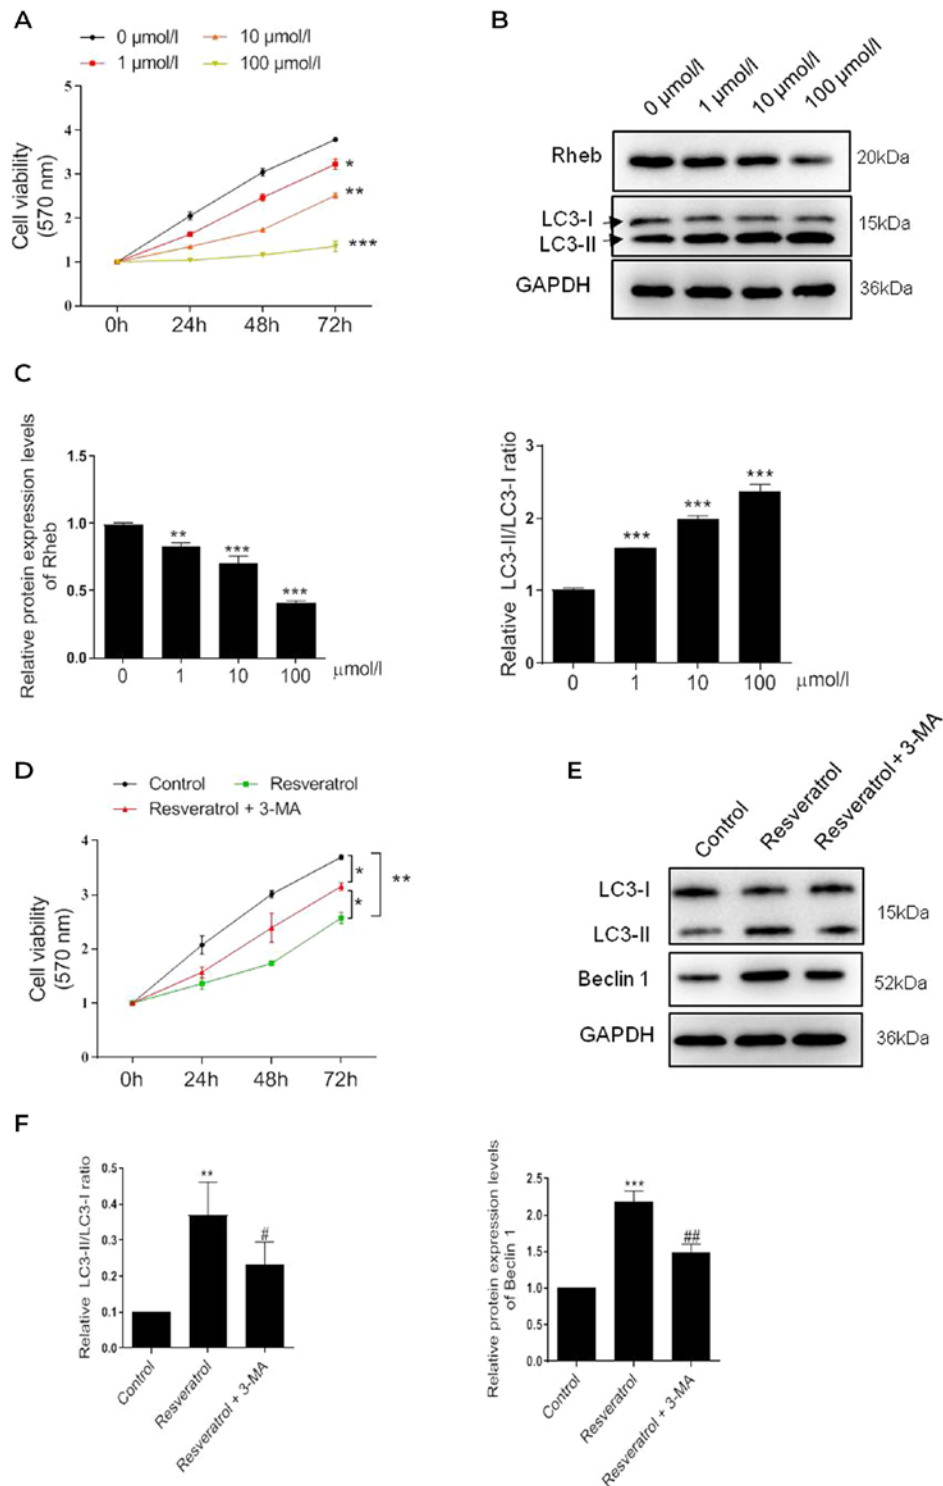 A
0 μmol/l
10 μmol/l
1 μmol/l
100 μmol/l
Cell viability
(570 nm)
5
4
3
2
1
0
*
**
***
0h
24h
48h
72h
B
0 μmol/l
1 μmol/l
10 μmol/l
100 μmol/l
Rheb
20kDa
LC3-I
15kDa
LC3-II
GAPDH
36kDa
C
Relative protein expression levels
of Rheb
1.5
1.0
0.5
0.0
**
***
***
0
1
10
100
μmol/l
Relative LC3-II/LC3-I ratio
3
2
1
0
***
***
***
0
1
10
100
μmol/l
D
Control
Resveratrol
Resveratrol + 3-MA
Cell viability
(570 nm)
4
3
2
1
0
*
*
**
0h
24h
48h
72h
E
Control
Resveratrol
Resveratrol + 3-MA
LC3-I
15kDa
LC3-II
Beclin 1
52kDa
GAPDH
36kDa
F
Relative LC3-II/LC3-I ratio
0.5
0.4
0.3
0.2
0.1
0.0
**
#
Control
Resveratrol
Resveratrol + 3-MA
Relative protein expression levels
of Beclin 1
2.5
2.0
1.5
1.0
0.5
0.0
***
##
Control
Resveratrol
Resveratrol + 3-MA